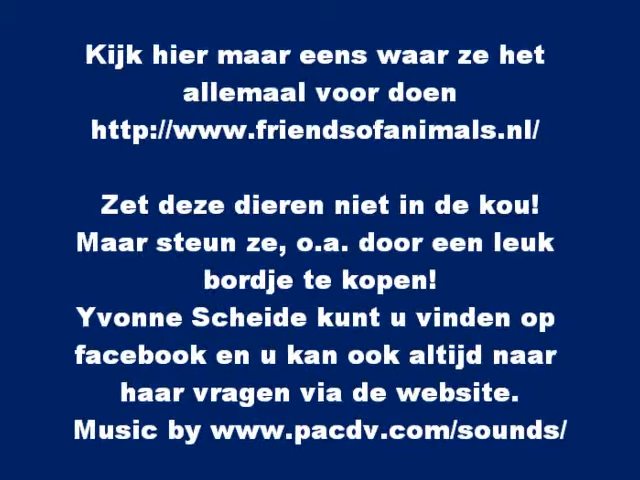 Kijk hier maar eens waar ze het
allemaal voor doen
http://www.friendsofanimals.nl/
Zet deze dieren niet in de kou!
Maar steun ze, o.a. door een leuk
bordje te kopen!
Yvonne Scheide kunt u vinden op
facebook en u kan ook altijd naar
haar vragen via de website.
Music by www.pacdv.com/sounds/